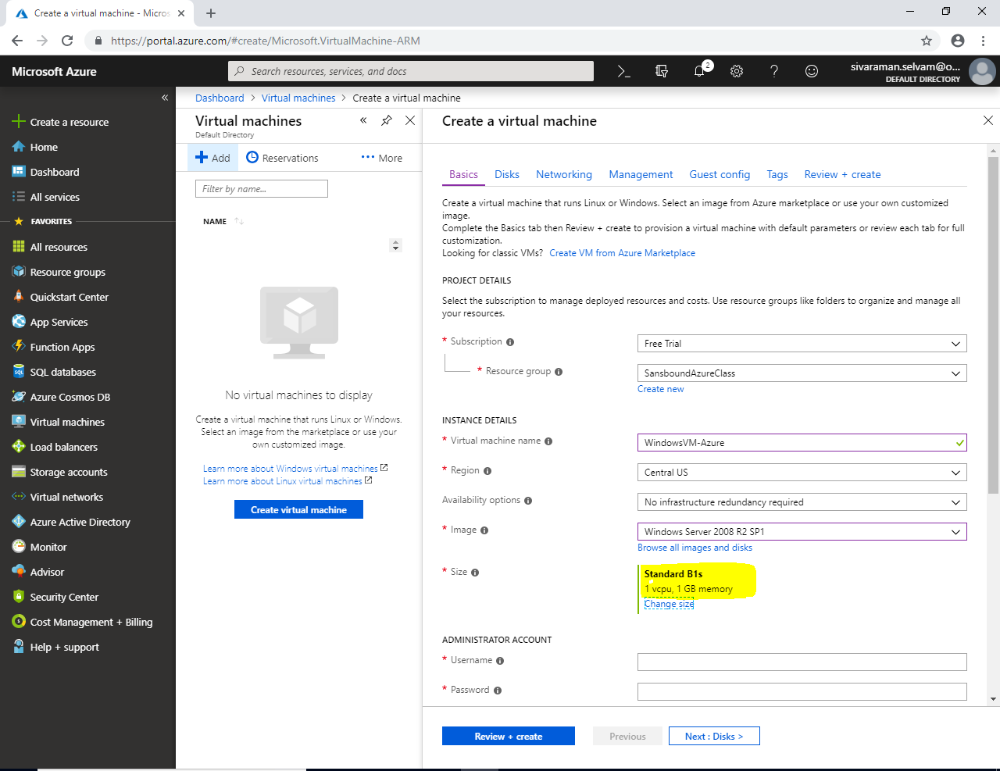 Create a virtual machine - Micros
https://portal.azure.com/#create/Microsoft.VirtualMachine-ARM
Microsoft Azure
Search resources, services, and docs
2
sivaraman.selvam@o...
DEFAULT DIRECTORY
Create a resource
Home
Dashboard
All services
FAVORITES
All resources
Resource groups
Quickstart Center
App Services
Function Apps
SQL databases
Azure Cosmos DB
Virtual machines
Load balancers
Storage accounts
Virtual networks
Azure Active Directory
Monitor
Advisor
Security Center
Cost Management + Billing
Help + support
Dashboard > Virtual machines > Create a virtual machine
Virtual machines
Default Directory
Add
Reservations
More
Filter by name...
NAME
No virtual machines to display
Create a virtual machine that runs Linux or Windows.
Select an image from the marketplace or use your
own customized image.
Learn more about Windows virtual machines
Learn more about Linux virtual machines
Create virtual machine
Create a virtual machine
Basics Disks Networking Management Guest config Tags Review + create
Create a virtual machine that runs Linux or Windows. Select an image from Azure marketplace or use your own customized
image.
Complete the Basics tab then Review + create to provision a virtual machine with default parameters or review each tab for full
customization.
Looking for classic VMs? Create VM from Azure Marketplace
PROJECT DETAILS
Select the subscription to manage deployed resources and costs. Use resource groups like folders to organize and manage all
your resources.
* Subscription Free Trial
* Resource group SansboundAzureClass
Create new
INSTANCE DETAILS
* Virtual machine name WindowsVM-Azure
* Region Central US
Availability options No infrastructure redundancy required
* Image Windows Server 2008 R2 SP1
Browse all images and disks
* Size Standard B1s
1 vcpu, 1 GB memory
Change size
ADMINISTRATOR ACCOUNT
* Username
* Password
Review + create
Previous
Next : Disks >